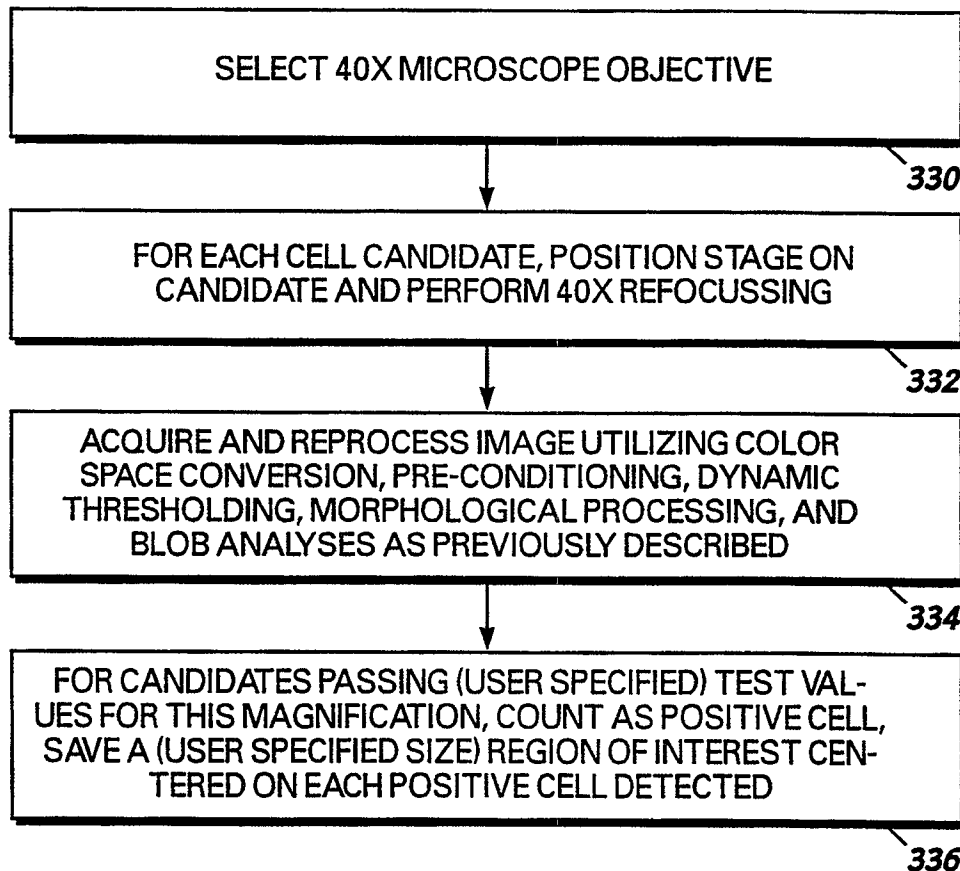 SELECT 40X MICROSCOPE OBJECTIVE
330
FOR EACH CELL CANDIDATE, POSITION STAGE ON
CANDIDATE AND PERFORM 40X REFOCUSSING
332
ACQUIRE AND REPROCESS IMAGE UTILIZING COLOR
SPACE CONVERSION, PRE-CONDITIONING, DYNAMIC
THRESHOLDING, MORPHOLOGICAL PROCESSING, AND
BLOB ANALYSES AS PREVIOUSLY DESCRIBED
334
FOR CANDIDATES PASSING (USER SPECIFIED) TEST VAL-
UES FOR THIS MAGNIFICATION, COUNT AS POSITIVE CELL,
SAVE A (USER SPECIFIED SIZE) REGION OF INTEREST CEN-
TERED ON EACH POSITIVE CELL DETECTED
336